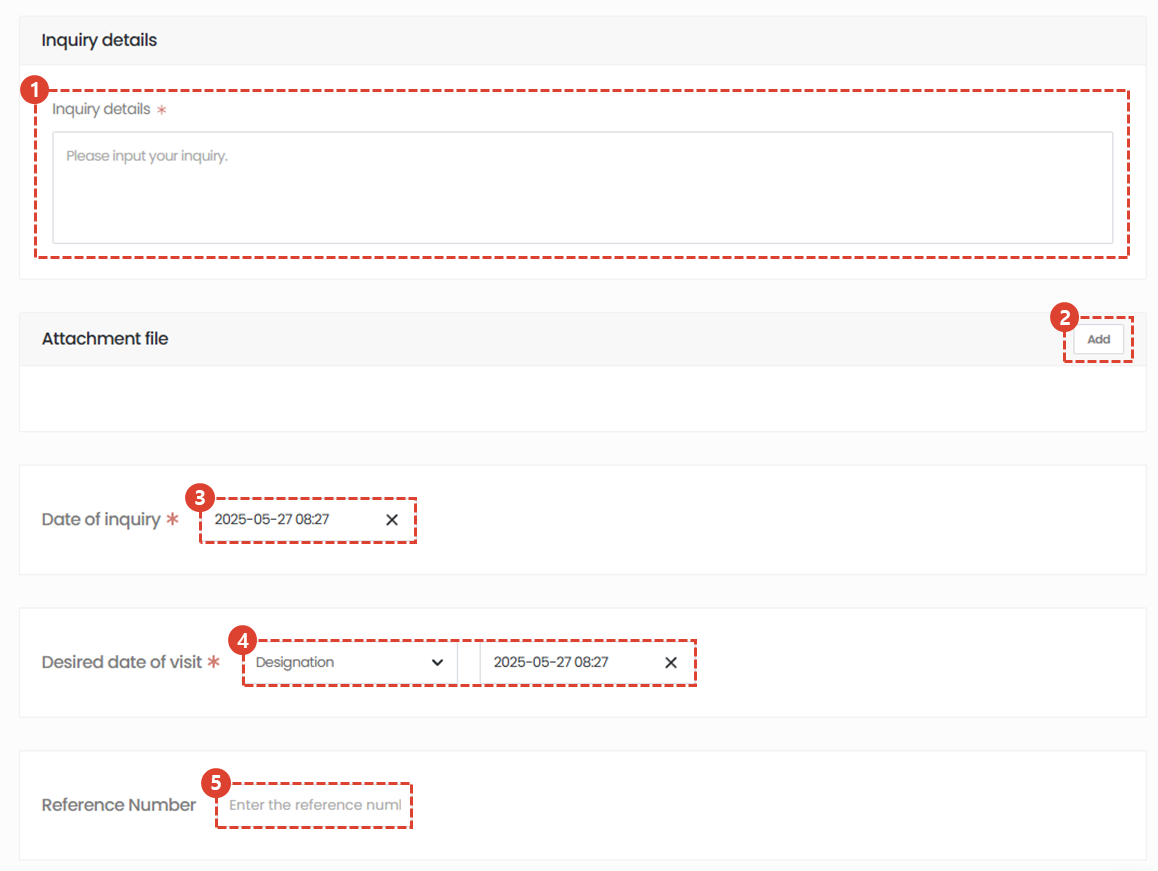 Inquiry details
1
Inquiry details *
Please input your inquiry.
Attachment file
2
Add
3
Date of inquiry * 2025-05-27 08:27
4
Desired date of visit * Designation 2025-05-27 08:27
5
Reference Number Enter the reference numl